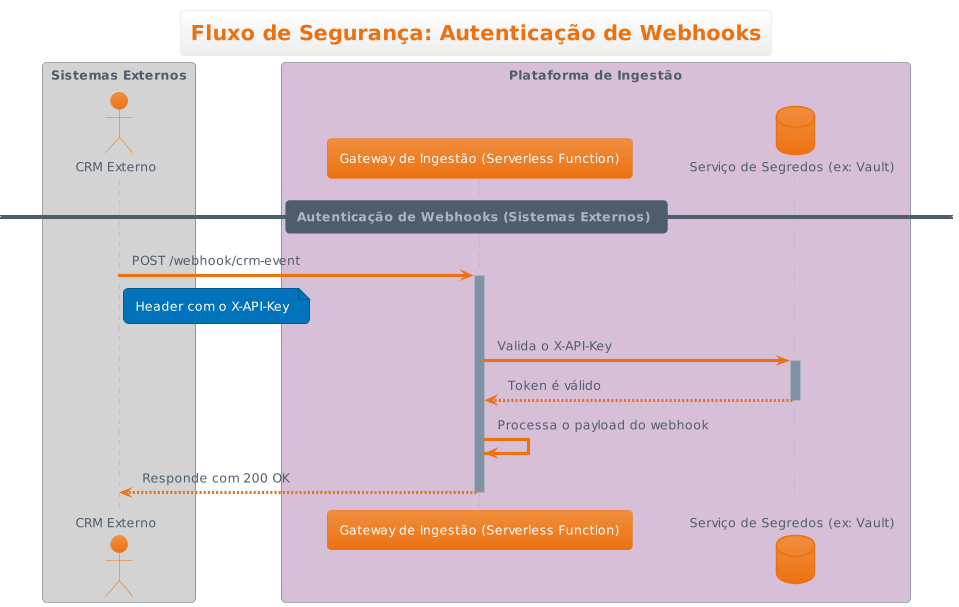 Fluxo de Segurança: Autenticação de Webhooks
Sistemas Externos
Plataforma de Ingestão
CRM Externo
Gateway de Ingestão (Serverless Function)
Serviço de Segredos (ex: Vault)
Autenticação de Webhooks (Sistemas Externos)
POST /webhook/crm-event
Header com o X-API-Key
Valida o X-API-Key
Token é válido
Processa o payload do webhook
Responde com 200 OK
CRM Externo
Gateway de Ingestão (Serverless Function)
Serviço de Segredos (ex: Vault)